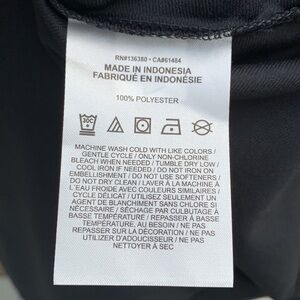 RN#136380 • CA#61484
MADE IN INDONESIA
FABRIQUÉ EN INDONÉSIE
100% POLYESTER
30C
MACHINE WASH COLD WITH LIKE COLORS /
GENTLE CYCLE / ONLY NON-CHLORINE
BLEACH WHEN NEEDED / TUMBLE DRY LOW /
COOL IRON IF NEEDED / DO NOT IRON ON
EMBELLISHMENT / DO NOT USE SOFTENERS /
DO NOT DRY CLEAN / LAVER À LA MACHINE À
L'EAU FROIDE AVEC COULEURS SIMILAIRES /
CYCLE DÉLICAT / UTILISEZ SEULEMENT UN
AGENT DE BLANCHIMENT SANS CHLORE SI
NÉCESSAIRE / SÉCHAGE PAR CULBUTAGE À
BASSE TEMPÉRATURE / REPASSER À BASSE
TEMPÉRATURE, AU BESOIN / NE PAS
REPASSER SUR LA DÉCORATION / NE PAS
UTILISER D'ADOUCISSEUR / NE PAS
NETTOYER À SEC